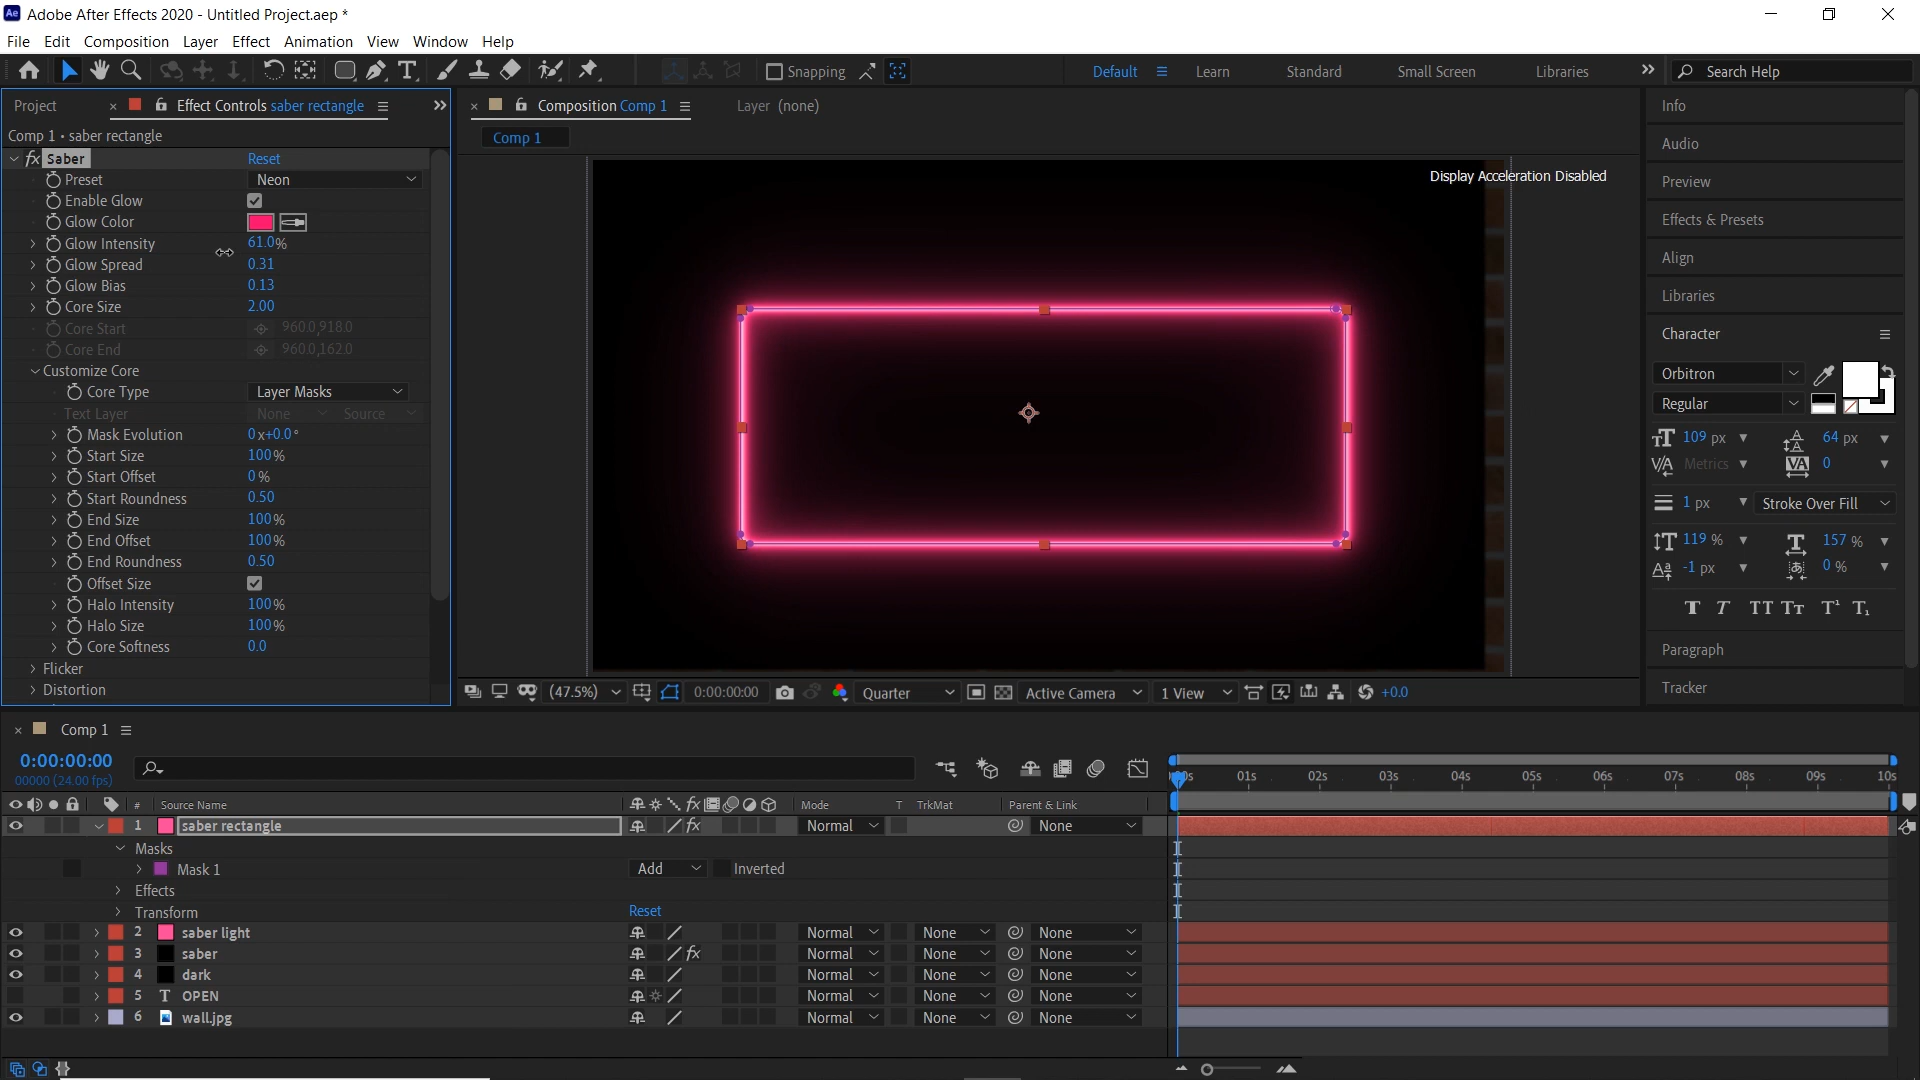 Adobe After Effects 2020 - Untitled Project.aep *
File Edit Composition Layer Effect Animation View Window Help
Snapping Default Learn Standard Small Screen Libraries Search Help
Project Effect Controls saber rectangle
Comp 1 • saber rectangle
fx Saber Reset
Preset Neon
Enable Glow
Glow Color
Glow Intensity 61.0%
Glow Spread 0.31
Glow Bias 0.13
Core Size 2.00
Core Start 960.0,918.0
Core End 960.0,162.0
Customize Core
Core Type Layer Masks
Text Layer None Source
Mask Evolution 0x+0.0°
Start Size 100%
Start Offset 0%
Start Roundness 0.50
End Size 100%
End Offset 100%
End Roundness 0.50
Offset Size
Halo Intensity 100%
Halo Size 100%
Core Softness 0.0
Flicker
Distortion
Composition Comp 1 Layer (none)
Comp 1
Display Acceleration Disabled
(47.5%) 0:00:00:00 Quarter Active Camera 1 View +0.0
Info
Audio
Preview
Effects & Presets
Align
Libraries
Character
Orbitron
Regular
109 px 64 px
Metrics 0
1 px Stroke Over Fill
119 % 157 %
-1 px 0 %
T T TT Tt T¹ T₁
Paragraph
Tracker
Comp 1
0:00:00:00
00000 (24.00 fps)
01s 02s 03s 04s 05s 06s 07s 08s 09s 10s
# Source Name fx Mode T TrkMat Parent & Link
1 saber rectangle fx Normal None
Masks
Mask 1 Add Inverted
Effects
Transform Reset
2 saber light Normal None None
3 saber fx Normal None None
4 dark Normal None None
5 T OPEN Normal None None
6 wall.jpg Normal None None